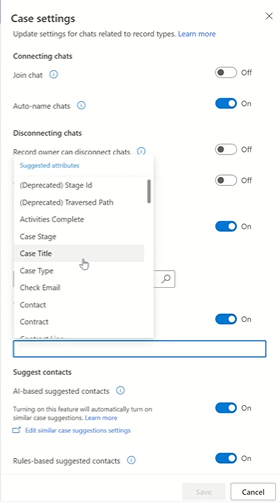 Case settings
Update settings for chats related to record types. Learn more
Connecting chats
Join chat
Off
Auto-name chats
On
Disconnecting chats
Record owner can disconnect chats
Off
Suggested attributes
(Deprecated) Stage Id
(Deprecated) Traversed Path
Off
Activities Complete
On
Case Stage
Case Title
Case Type
Check Email
Contact
Contract
On
Suggest contacts
AI-based suggested contacts
Turning on this feature will automatically turn on
similar case suggestions. Learn more
On
Edit similar case suggestions settings
Rules-based suggested contacts
On
Save
Cancel